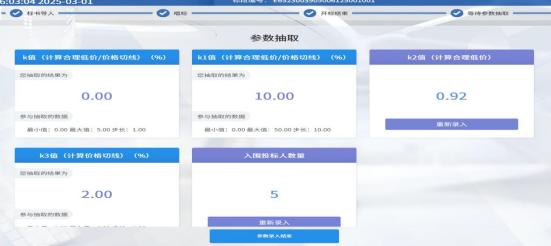 6:03:04 2025-03-01
标书导入
唱标
开标结束
等待参数抽取
参数抽取
k值（计算合理低价/价格切线）（%）
您抽取的结果为
0.00
参与抽取的数据
最小值：0.00 最大值：5.00 步长：1.00
k1值（计算合理低价/价格切线）（%）
您抽取的结果为
10.00
参与抽取的数据
最小值：0.00 最大值：50.00 步长：10.00
k2值（计算合理低价）
0.92
重新录入
k3值（计算价格切线）（%）
您抽取的结果为
2.00
参与抽取的数据
入围投标人数量
5
重新录入
参数录入结束